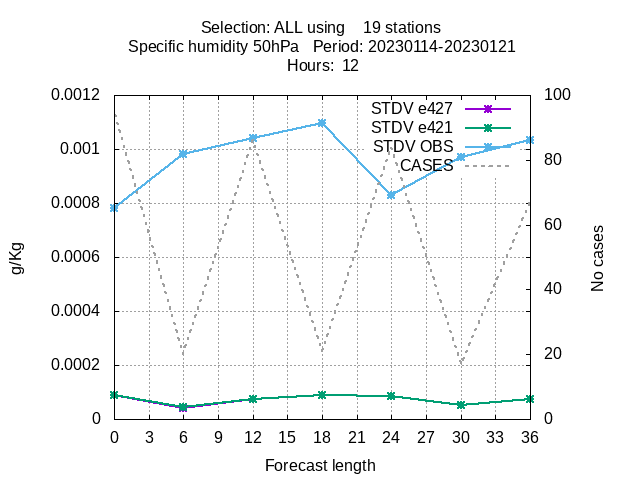 Selection: ALL using    19 stations
Specific humidity 50hPa   Period: 20230114-20230121
Hours:  12
0.0012
0.001
0.0008
0.0006
0.0004
0.0002
0
100
80
60
40
20
0
STDV e427
STDV e421
STDV OBS
CASES
g/Kg
No cases
0 3 6 9 12 15 18 21 24 27 30 33 36
Forecast length